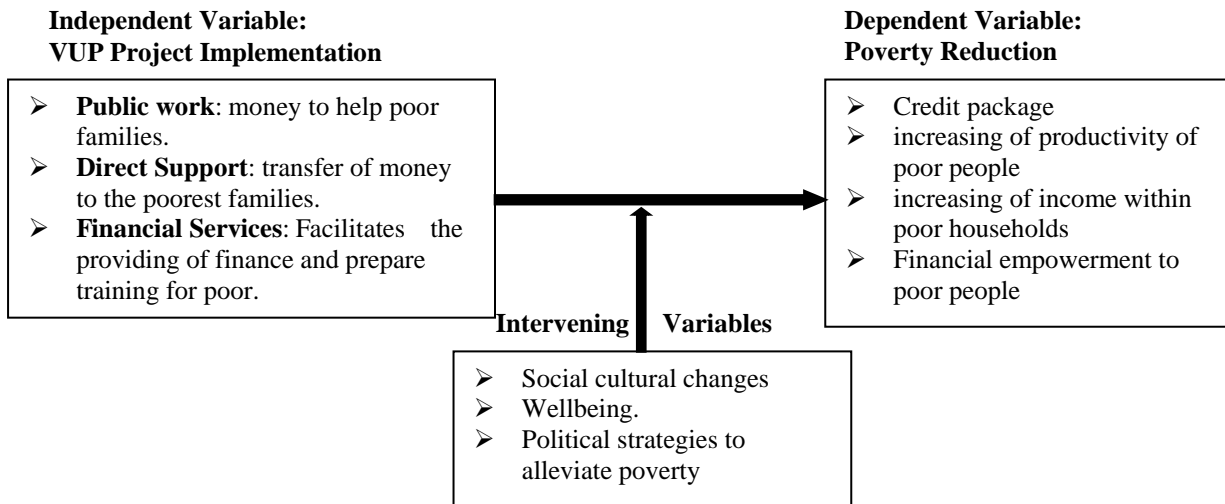 Independent Variable:
VUP Project Implementation
➢ Public work: money to help poor
families.
➢ Direct Support: transfer of money
to the poorest families.
➢ Financial Services: Facilitates the
providing of finance and prepare
training for poor.
Dependent Variable:
Poverty Reduction
➢ Credit package
➢ increasing of productivity of
poor people
➢ increasing of income within
poor households
➢ Financial empowerment to
poor people
Intervening Variables
➢ Social cultural changes
➢ Wellbeing.
➢ Political strategies to
alleviate poverty